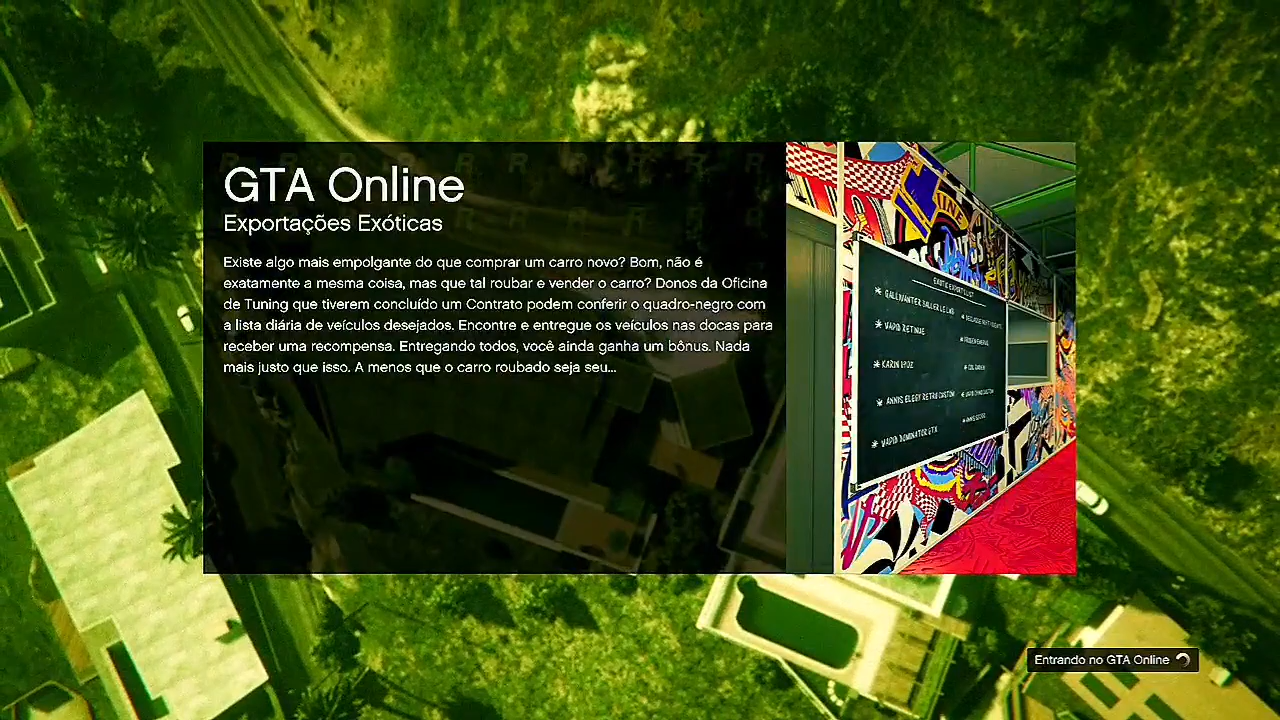 GTA Online
Exportações Exóticas
Existe algo mais empolgante do que comprar um carro novo? Bom, não é
exatamente a mesma coisa, mas que tal roubar e vender o carro? Donos da Oficina
de Tuning que tiverem concluído um Contrato podem conferir o quadro-negro com
a lista diária de veículos desejados. Encontre e entregue os veículos nas docas para
receber uma recompensa. Entregando todos, você ainda ganha um bônus. Nada
mais justo que isso. A menos que o carro roubado seja seu...
EXOTIC EXPORT LIST
GALLIVANTER BALLER LE LWB
VAPID RETINUE
KARIN
ANNIS ELEGY RETRO CUSTOM
VAPID DOMINATOR GTX
Entrando no GTA Online